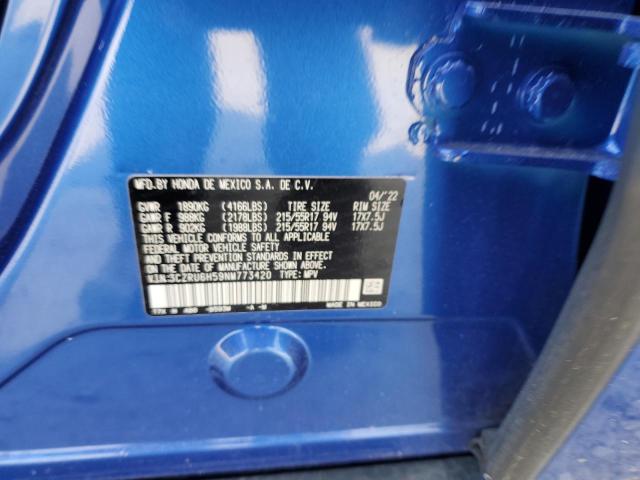 MFD.BY HONDA DE MEXICO S.A. DE C.V.
04/'22
GVWR 1890KG (4166LBS) TIRE SIZE RIM SIZE
GAWR F 988KG (2178LBS) 215/55R17 94V 17X7.5J
GAWR R 902KG (1988LBS) 215/55R17 94V 17X7.5J
THIS VEHICLE CONFORMS TO ALL APPLICABLE
FEDERAL MOTOR VEHICLE SAFETY
AND THEFT PREVENTION STANDARDS IN EFFECT
ON THE DATE OF MANUFACTURE SHOWN ABOVE.
V.I.N:3CZRU6H59NM773420 TYPE: MPV
MADE IN MEXICO